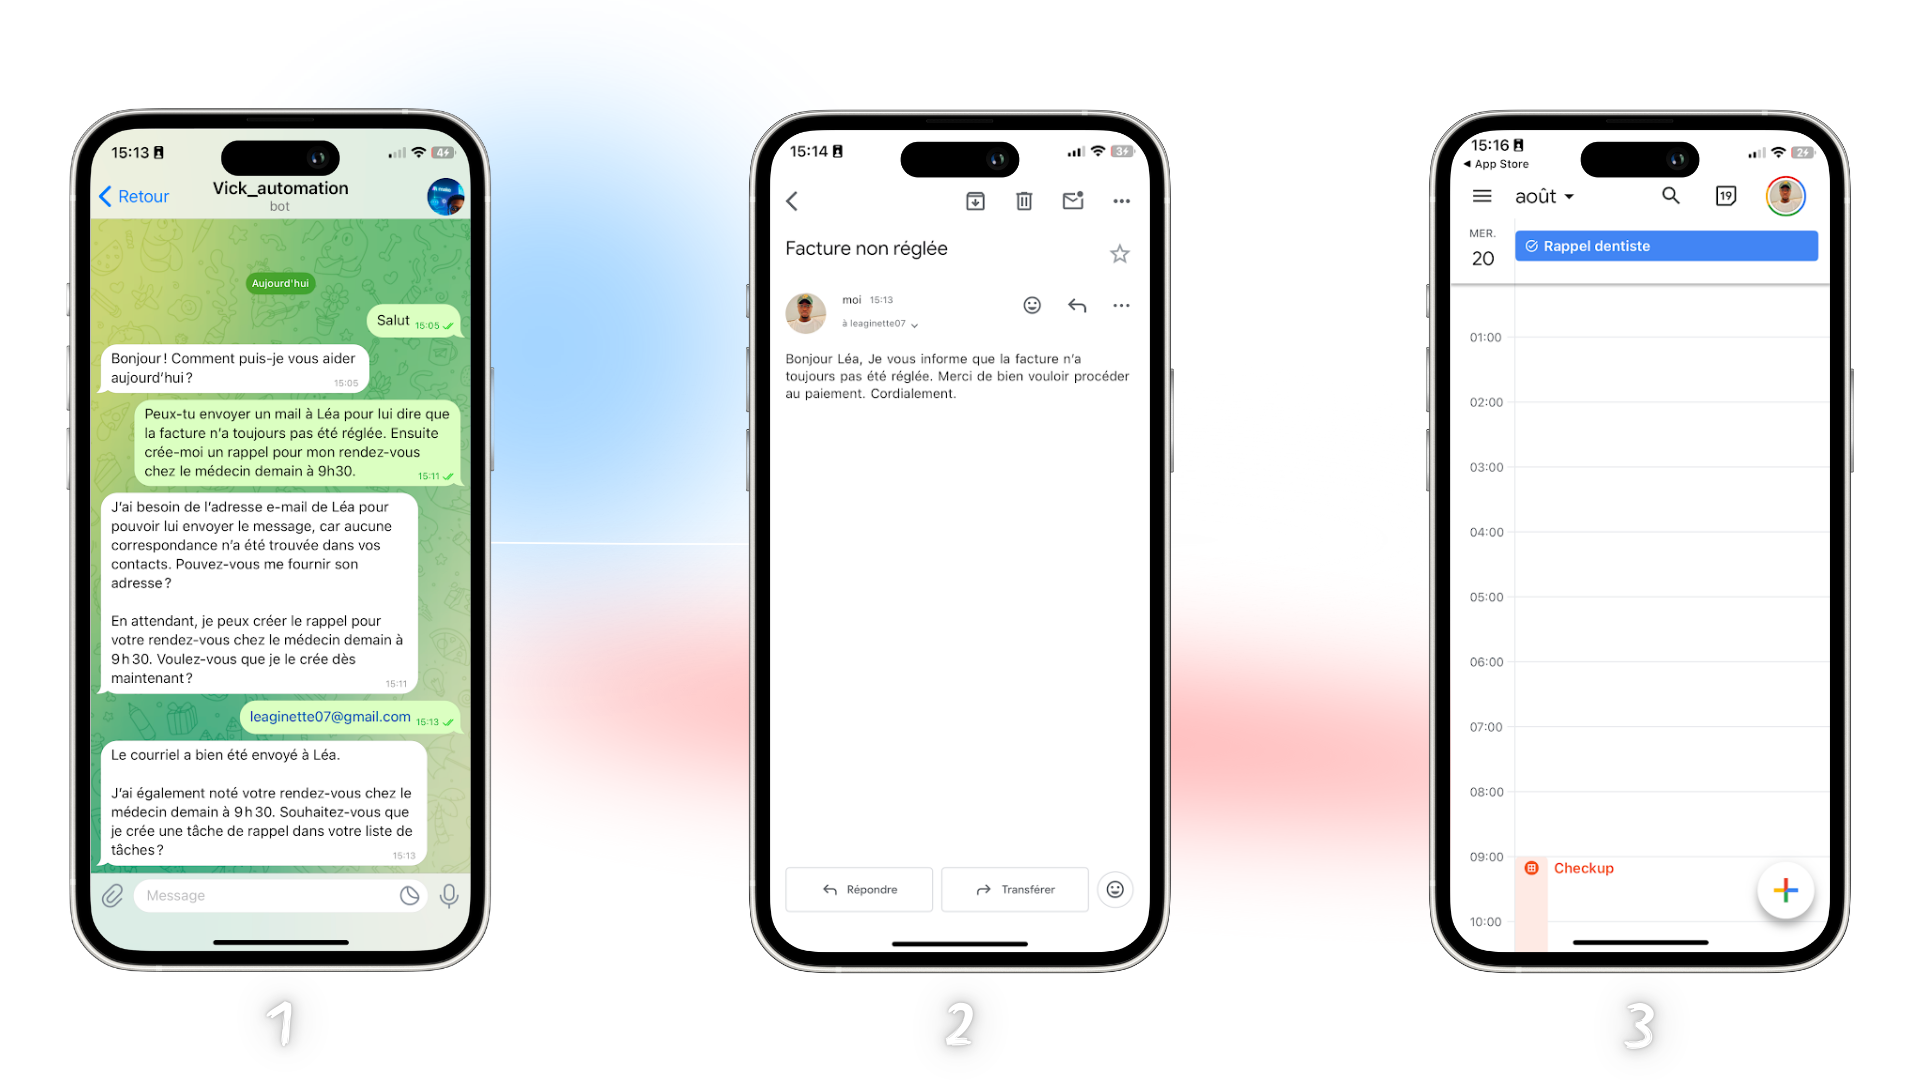 15:13
4
Retour
Vick_automation
bot
Aujourd'hui
Salut 15:05
Bonjour ! Comment puis-je vous aider
aujourd'hui ?
15:05
Peux-tu envoyer un mail à Léa pour lui dire que
la facture n'a toujours pas été réglée. Ensuite
crée-moi un rappel pour mon rendez-vous
chez le médecin demain à 9h30.
15:11
J'ai besoin de l'adresse e-mail de Léa pour
pouvoir lui envoyer le message, car aucune
correspondance n'a été trouvée dans vos
contacts. Pouvez-vous me fournir son
adresse ?
En attendant, je peux créer le rappel pour
votre rendez-vous chez le médecin demain à
9 h 30. Voulez-vous que je le crée dès
maintenant ?
15:11
leaginette07@gmail.com 15:13
Le courriel a bien été envoyé à Léa.
J'ai également noté votre rendez-vous chez le
médecin demain à 9 h 30. Souhaitez-vous que
je crée une tâche de rappel dans votre liste de
tâches ?
15:13
Message
1
15:14
3
Facture non réglée
moi 15:13
à leaginette07
Bonjour Léa, Je vous informe que la facture n'a
toujours pas été réglée. Merci de bien vouloir procéder
au paiement. Cordialement.
Répondre
Transférer
2
15:16
2
App Store
août
19
MER.
20
Rappel dentiste
01:00
02:00
03:00
04:00
05:00
06:00
07:00
08:00
09:00
Checkup
10:00
3